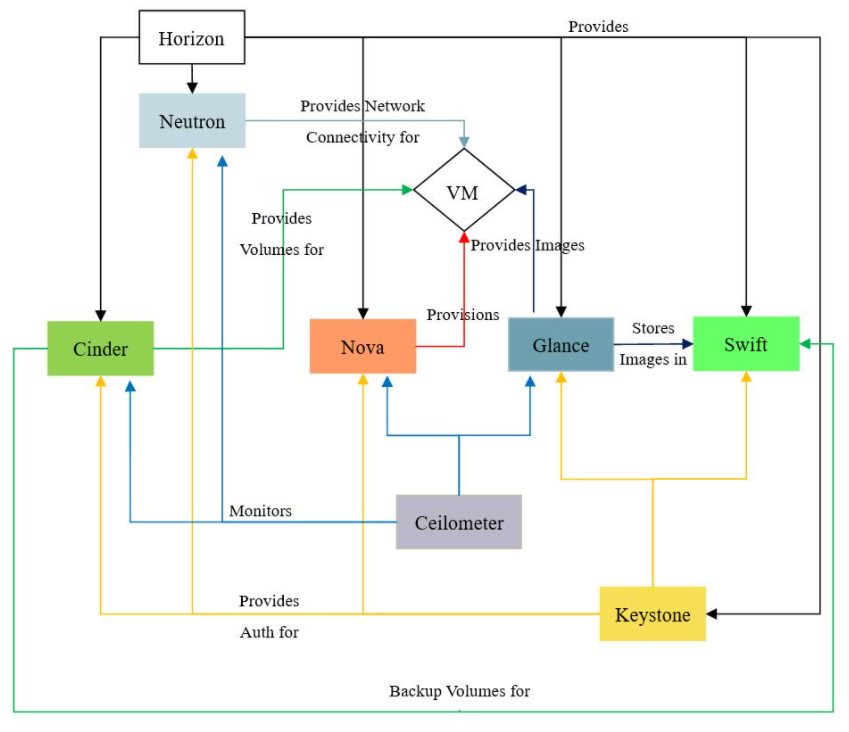 Provides
Horizon
Provides Network
Neutron
Connectivity for
VM
Provides
Provides Images
Volumes for
Provisions
Stores
Cinder
Nova
Glance
Swift
Images in
Monitors
Ceilometer
Provides
Keystone
Auth for
Backup Volumes for